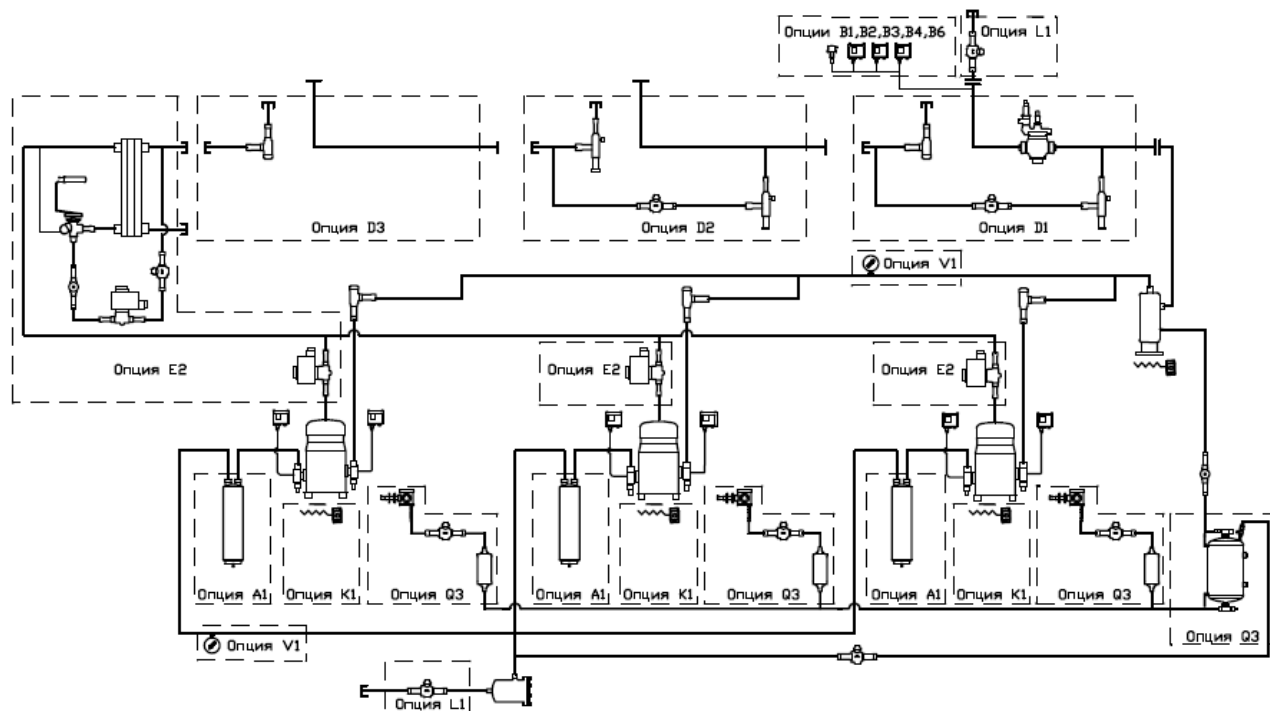 Опции B1,B2,B3,B4,B6
Опция L1
Опция D3
Опция D2
Опция D1
Опция V1
Опция E2
Опция E2
Опция E2
Опция A1
Опция K1
Опция Q3
Опция A1
Опция K1
Опция Q3
Опция A1
Опция K1
Опция Q3
Опция Q3
Опция V1
Опция L1